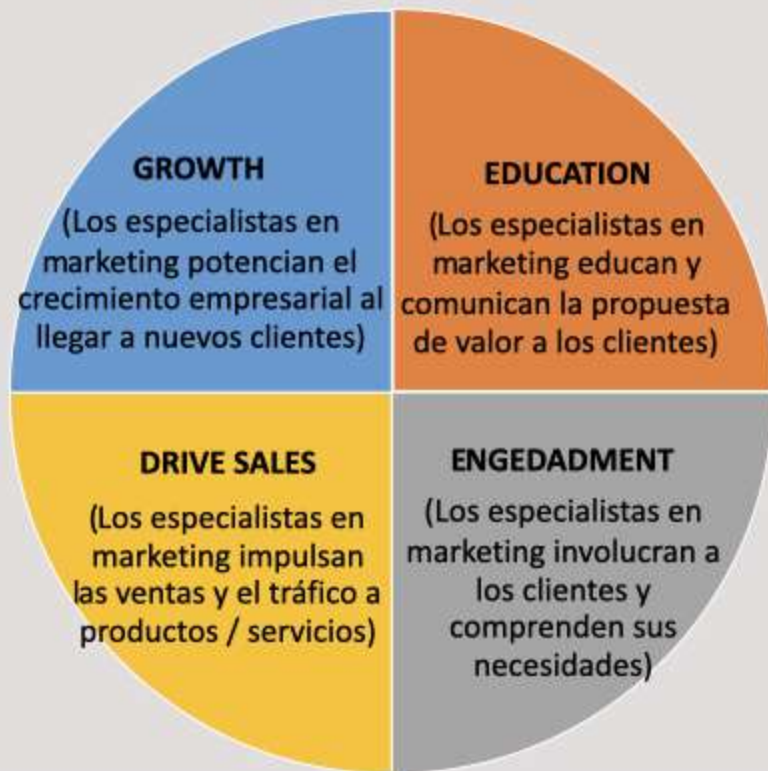 GROWTH
(Los especialistas en
marketing potencian el
crecimiento empresarial al
llegar a nuevos clientes)
EDUCATION
(Los especialistas en
marketing educan y
comunican la propuesta
de valor a los clientes)
DRIVE SALES
(Los especialistas en
marketing impulsan
las ventas y el tráfico a
productos / servicios)
ENGEDADMENT
(Los especialistas en
marketing involucran a
los clientes y
comprenden sus
necesidades)